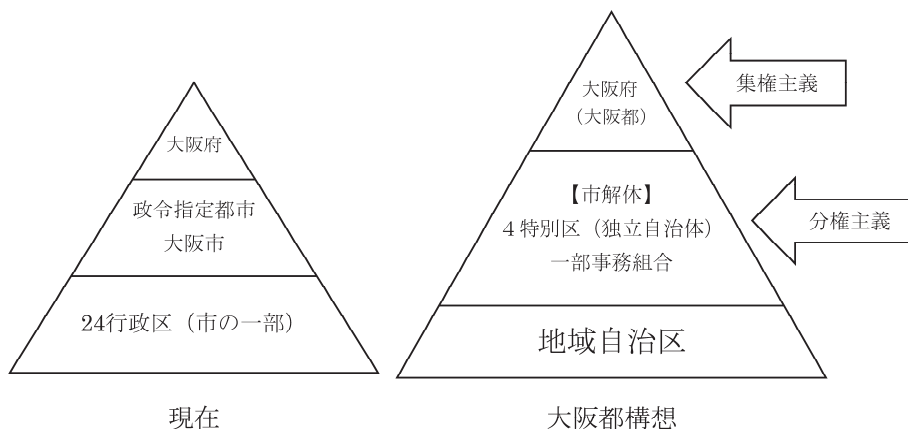 大阪府
政令指定都市
大阪市
24行政区（市の一部）
現在
大阪府
（大阪都）
【市解休】
4特別区（独立自治体）
一部事務組合
地域自治区
大阪都構想
集権主義
分権主義